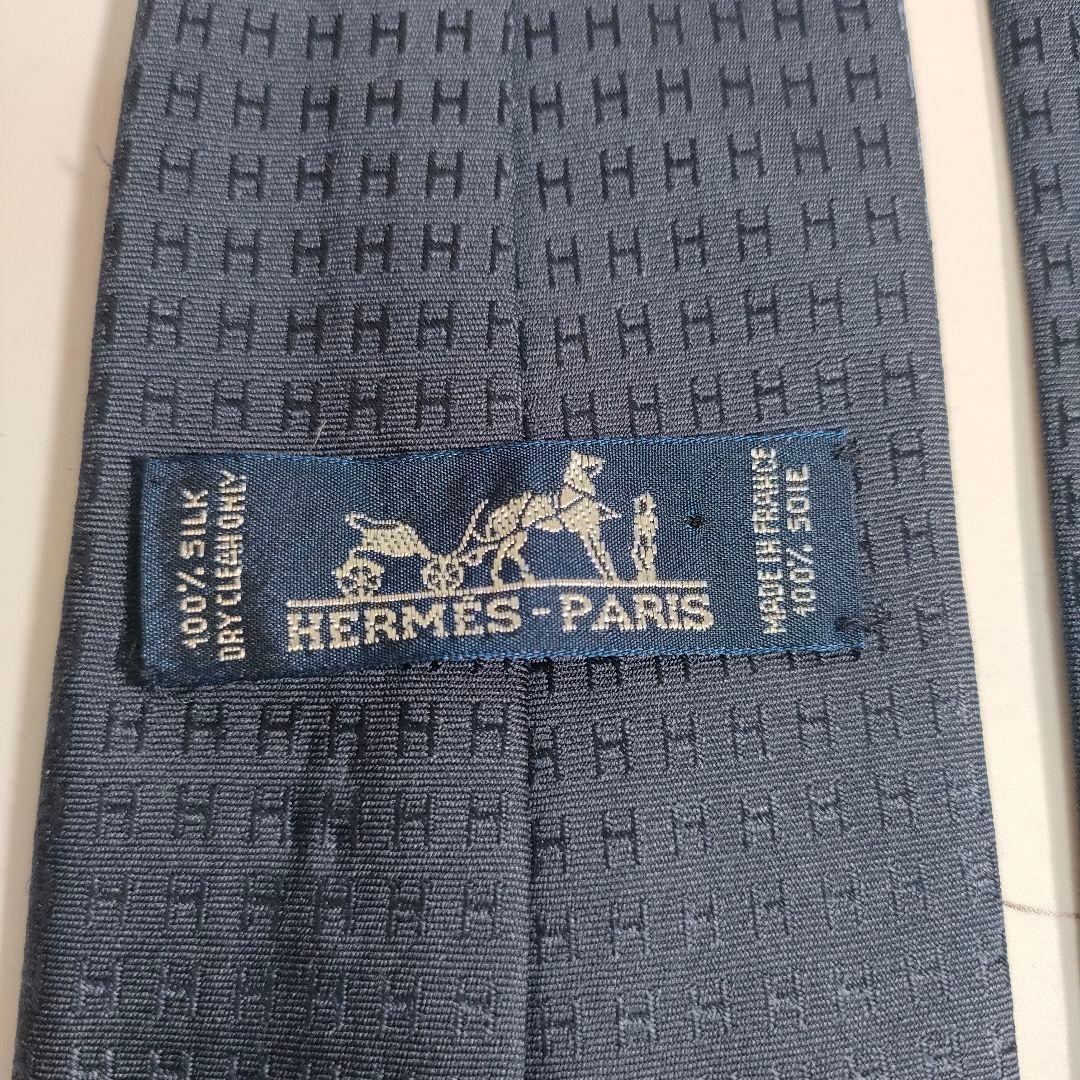 100% SILK
DRY CLEAN ONLY
HERMÈS - PARIS
MADE IN FRANCE
100% SOIE